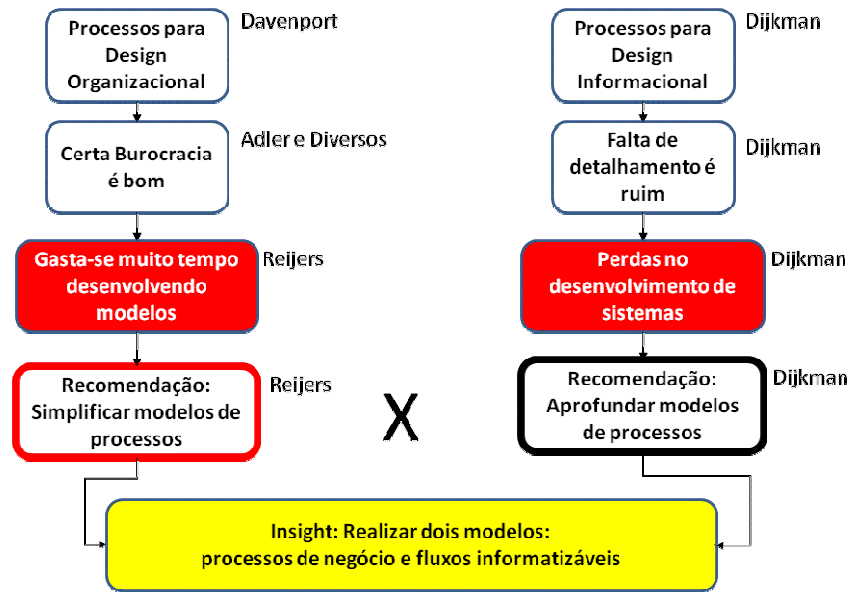 Processos para
Design
Organizacional
Davenport
Processos para
Design
Informacional
Dijkman
Certa Burocracia
é bom
Adler e Diversos
Falta de
detalhamento é
ruim
Dijkman
Gasta-se muito tempo
desenvolvendo
modelos
Reijers
Perdas no
desenvolvimento de
sistemas
Dijkman
Recomendação:
Simplificar modelos de
processos
Reijers
X
Recomendação:
Aprofundar modelos
de processos
Dijkman
Insight: Realizar dois modelos:
processos de negócio e fluxos informatizáveis